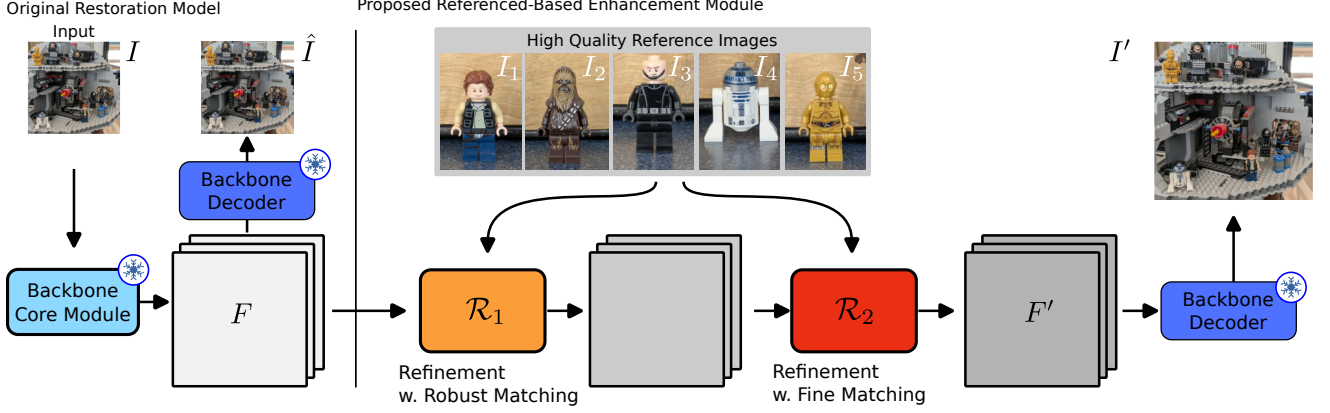 Original Restoration Model
Proposed Referenced-Based Enhancement Module
Input
I
Î
High Quality Reference Images
I₁ I₂ I₃ I₄ I₅
I′
Backbone
Decoder
Backbone
Core Module
F
R₁
R₂
F′
Backbone
Decoder
Refinement
w. Robust Matching
Refinement
w. Fine Matching